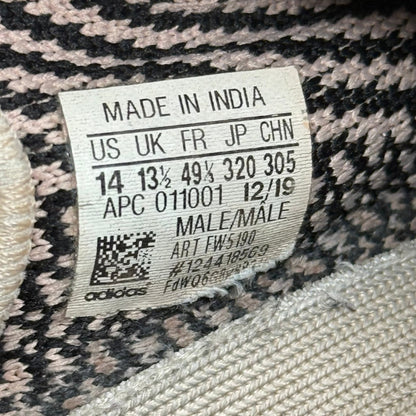 MADE IN INDIA
US UK FR JP CHN
14 13½ 49⅓ 320 305
APC 011001 12/19
MALE/MÂLE
ART FW5190
#124418569
adidas